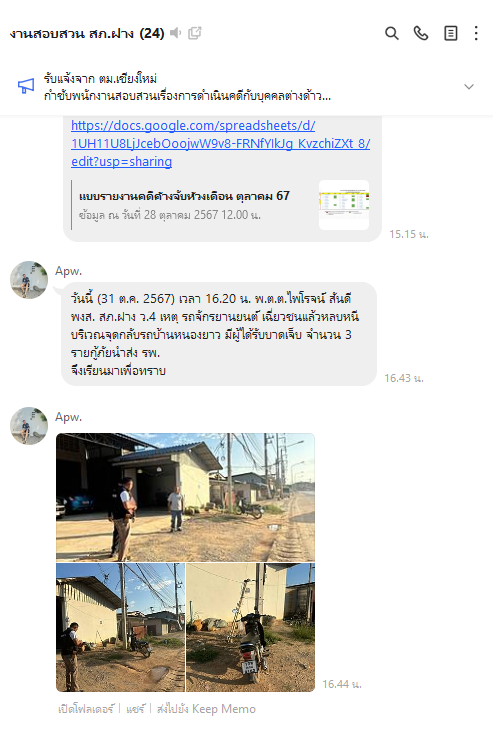 งานสอบสวน สภ.ฝาง (24)
รับแจ้งจาก ตม.เชียงใหม่
กำชับพนักงานสอบสวนเรื่องการดำเนินคดีกับบุคคลต่างด้าว...
https://docs.google.com/spreadsheets/d/
1UH11U8LjJcebOoojwW9v8-FRNfYlkJg_KvzchiZXt_8/
edit?usp=sharing
แบบรายงานคดีค้างจับห้วงเดือน ตุลาคม 67
ข้อมูล ณ วันที่ 28 ตุลาคม 2567 12.00 น.
15.15 น.
Apw.
วันนี้ (31 ต.ค. 2567) เวลา 16.20 น. พ.ต.ต.ไพโรจน์ สันดี
พงส. สภ.ฝาง ว.4 เหตุ รถจักรยานยนต์ เฉี่ยวชนแล้วหลบหนี
บริเวณจุดกลับรถบ้านหนองยาว มีผู้ได้รับบาดเจ็บ จำนวน 3
รายกู้ภัยนำส่ง รพ.
จึงเรียนมาเพื่อทราบ
16.43 น.
Apw.
16.44 น.
เปิดโฟลเดอร์ | แชร์ | ส่งไปยัง Keep Memo